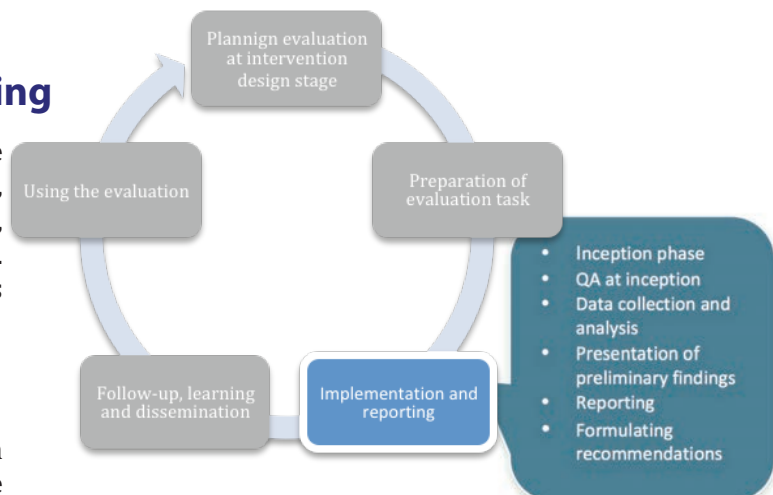 ing
e
,
,
.
s
n
e
Plannign evaluation
at intervention
design stage
Preparation of
evaluation task
Implementation and
reporting
Follow-up, learning
and dissemination
Using the evaluation
• Inception phase
• QA at inception
• Data collection and
analysis
• Presentation of
preliminary findings
• Reporting
• Formulating
recommendations